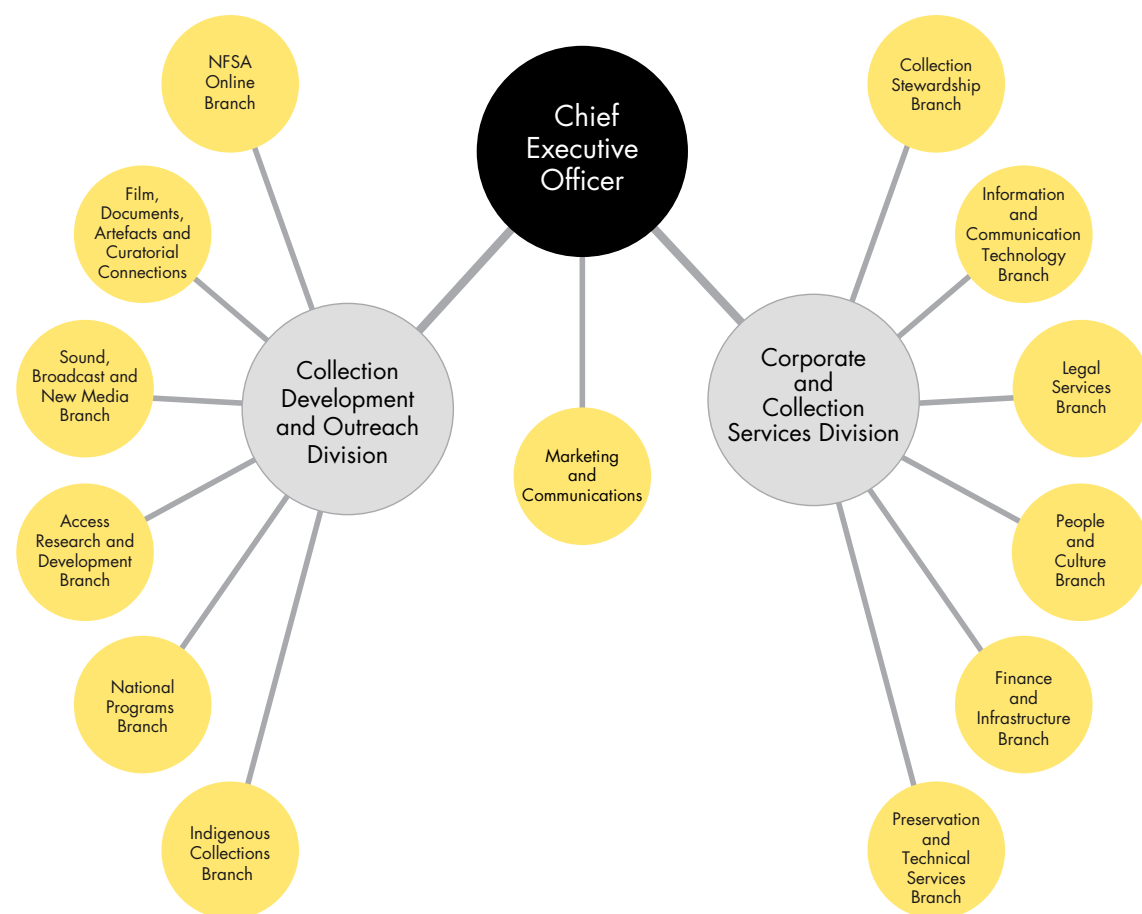 Chief
Executive
Officer
Collection
Development
and Outreach
Division
NFSA
Online
Branch
Film,
Documents,
Artefacts and
Curatorial
Connections
Sound,
Broadcast and
New Media
Branch
Access
Research and
Development
Branch
National
Programs
Branch
Indigenous
Collections
Branch
Marketing
and
Communications
Corporate
and
Collection
Services Division
Collection
Stewardship
Branch
Information
and
Communication
Technology
Branch
Legal
Services
Branch
People
and
Culture
Branch
Finance
and
Infrastructure
Branch
Preservation
and
Technical
Services
Branch